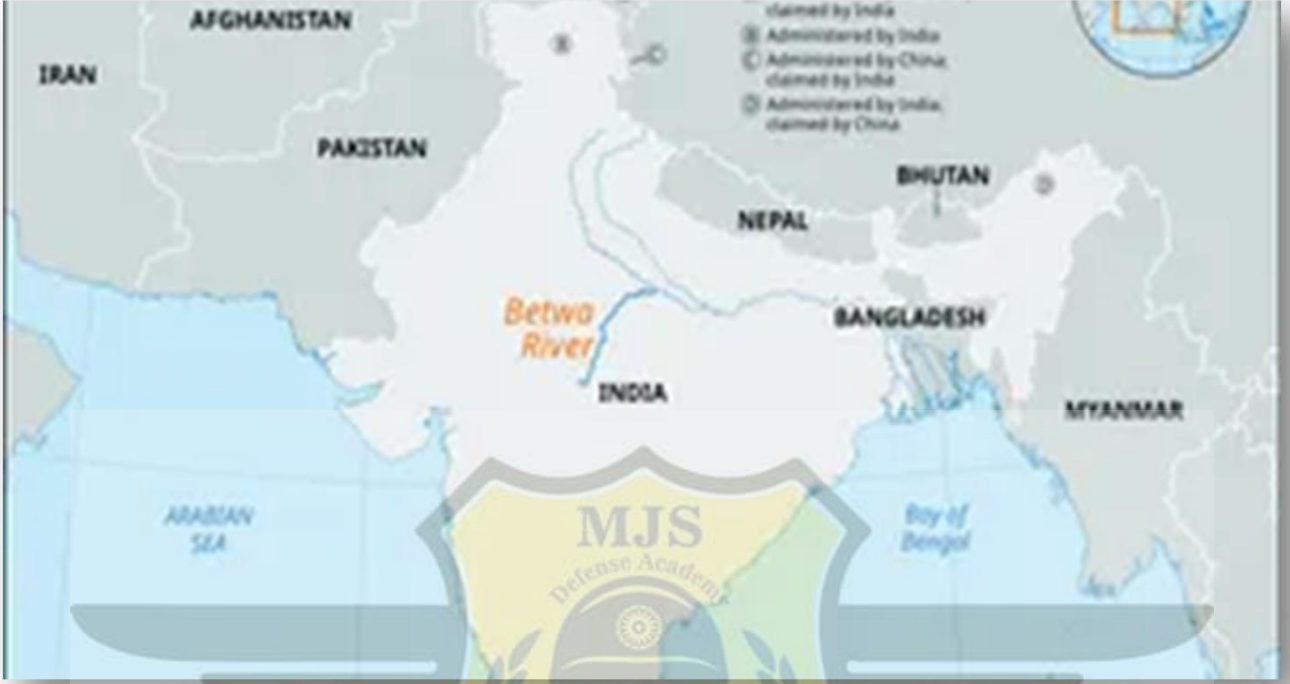 AFGHANISTAN
claimed by India
Ⓑ Administered by India
Ⓑ
Ⓒ
Ⓒ Administered by China;
claimed by India
IRAN
Ⓓ Administered by India;
claimed by China
PAKISTAN
BHUTAN
Ⓓ
NEPAL
Betwa
River
BANGLADESH
INDIA
MYANMAR
ARABIAN
SEA
Bay of
Bengal
MJS
Defense Academy